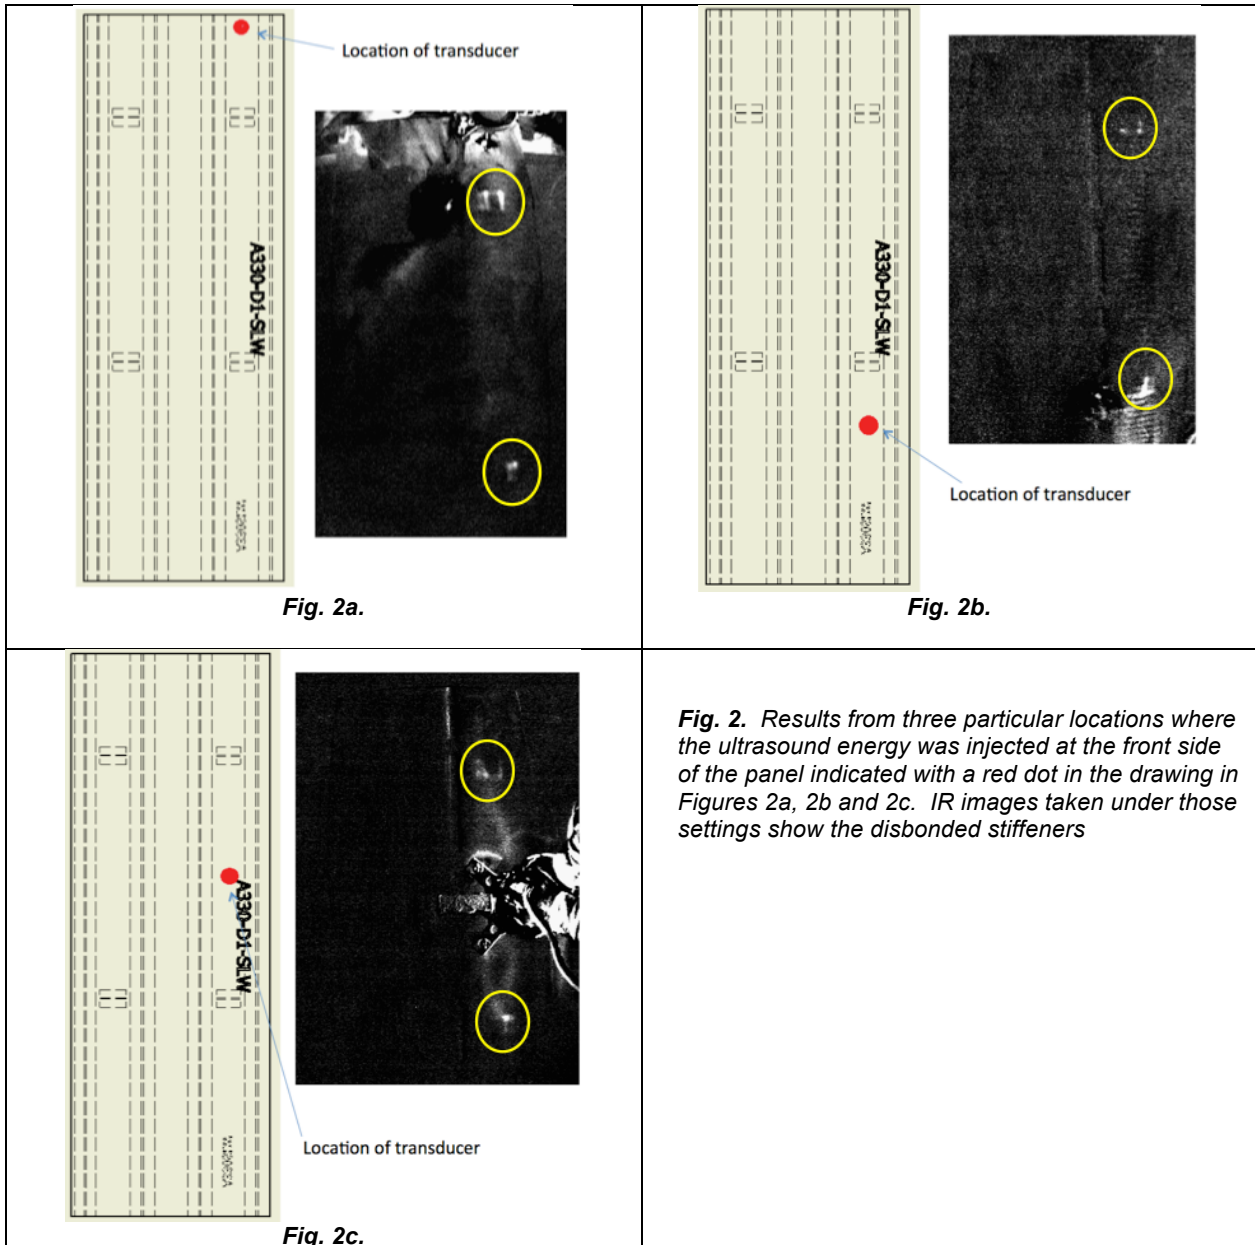 Location of transducer
A330-D1-SLW
Fig. 2a.
A330-D1-SLW
Location of transducer
Fig. 2b.
A330-D1-SLW
Location of transducer
Fig. 2c.
Fig. 2. Results from three particular locations where
the ultrasound energy was injected at the front side
of the panel indicated with a red dot in the drawing in
Figures 2a, 2b and 2c. IR images taken under those
settings show the disbonded stiffeners